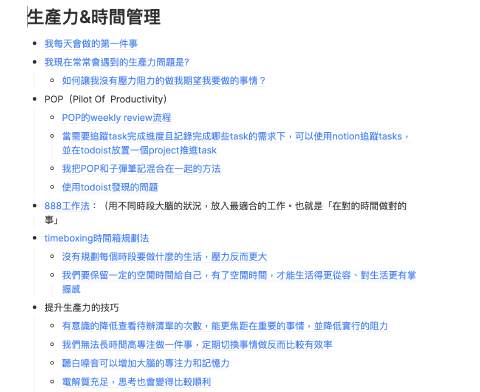 生產力&時間管理
我每天會做的第一件事
我現在常常會遇到的生產力問題是?
如何讓我沒有壓力阻力的做我期望我要做的事情？
POP（Pilot Of Productivity）
POP的weekly review流程
當需要追蹤task完成進度且記錄完成哪些task的需求下，可以使用notion追蹤tasks，
並在todoist放置一個project推進task
我把POP和子彈筆記混合在一起的方法
使用todoist發現的問題
888工作法：（用不同時段大腦的狀況，放入最適合的工作。也就是「在對的時間做對的
事」
timeboxing時間箱規劃法
沒有規劃每個時段要做什麼的生活，壓力反而更大
我們要保留一定的空閒時間給自己，有了空閒時間，才能生活得更從容、對生活更有掌
握感
提升生產力的技巧
有意識的降低查看待辦清單的次數，能更焦距在重要的事情，並降低實行的阻力
我們無法長時間高專注做一件事，定期切換事情做反而比較有效率
聽白噪音可以增加大腦的專注力和記憶力
電解質充足，思考也會變得比較順利